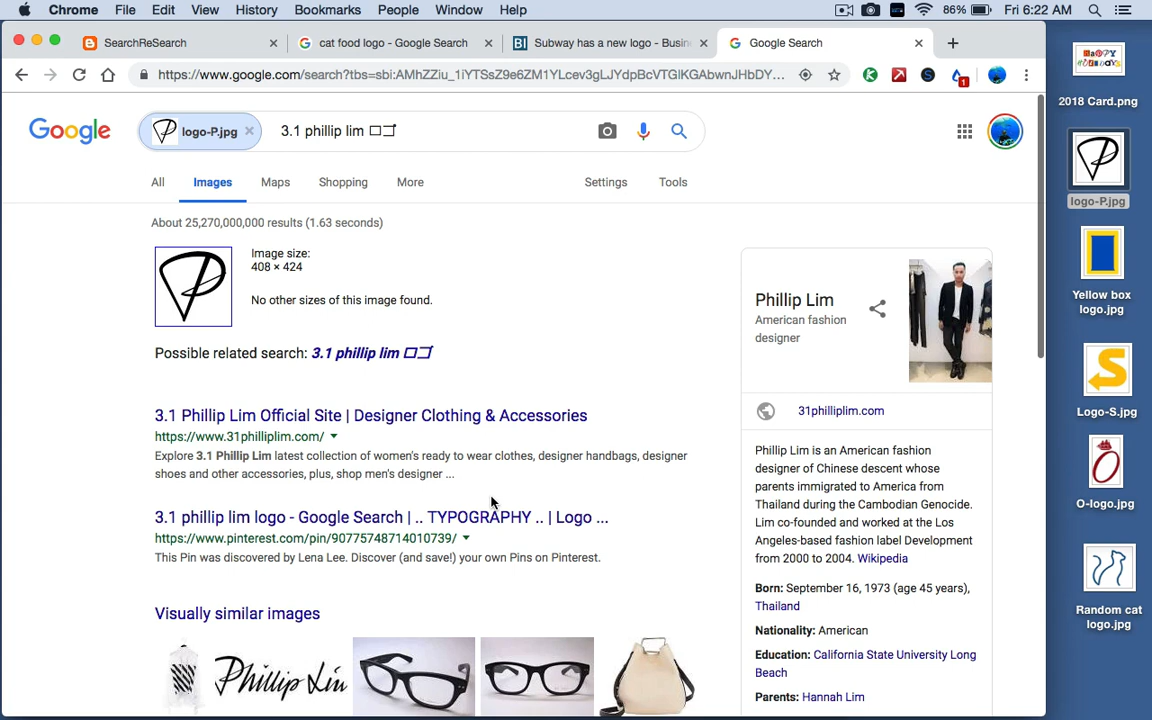 Chrome File Edit View History Bookmarks People Window Help 86% Fri 6:22 AM
SearchReSearch
cat food logo - Google Search
Subway has a new logo - Busin
Google Search
https://www.google.com/search?tbs=sbi:AMhZZiu_1iYTSsZ9e6ZM1YLcev3gLJYdpBcVTGlKGAbwnJHbDY...
1
Google
logo-P.jpg
3.1 phillip lim ロゴ
All Images Maps Shopping More Settings Tools
About 25,270,000,000 results (1.63 seconds)
Image size:
408 × 424
No other sizes of this image found.
Possible related search: 3.1 phillip lim ロゴ
3.1 Phillip Lim Official Site | Designer Clothing & Accessories
https://www.31philliplim.com/
Explore 3.1 Phillip Lim latest collection of women's ready to wear clothes, designer handbags, designer
shoes and other accessories, plus, shop men's designer ...
3.1 phillip lim logo - Google Search | .. TYPOGRAPHY .. | Logo ...
https://www.pinterest.com/pin/90775748714010739/
This Pin was discovered by Lena Lee. Discover (and save!) your own Pins on Pinterest.
Visually similar images
Phillip Lim
Phillip Lim
American fashion
designer
31philliplim.com
Phillip Lim is an American fashion
designer of Chinese descent whose
parents immigrated to America from
Thailand during the Cambodian Genocide.
Lim co-founded and worked at the Los
Angeles-based fashion label Development
from 2000 to 2004. Wikipedia
Born: September 16, 1973 (age 45 years),
Thailand
Nationality: American
Education: California State University Long
Beach
Parents: Hannah Lim
HAPPY
HOLIDAYS
2018 Card.png
logo-P.jpg
Yellow box
logo.jpg
Logo-S.jpg
O-logo.jpg
Random cat
logo.jpg